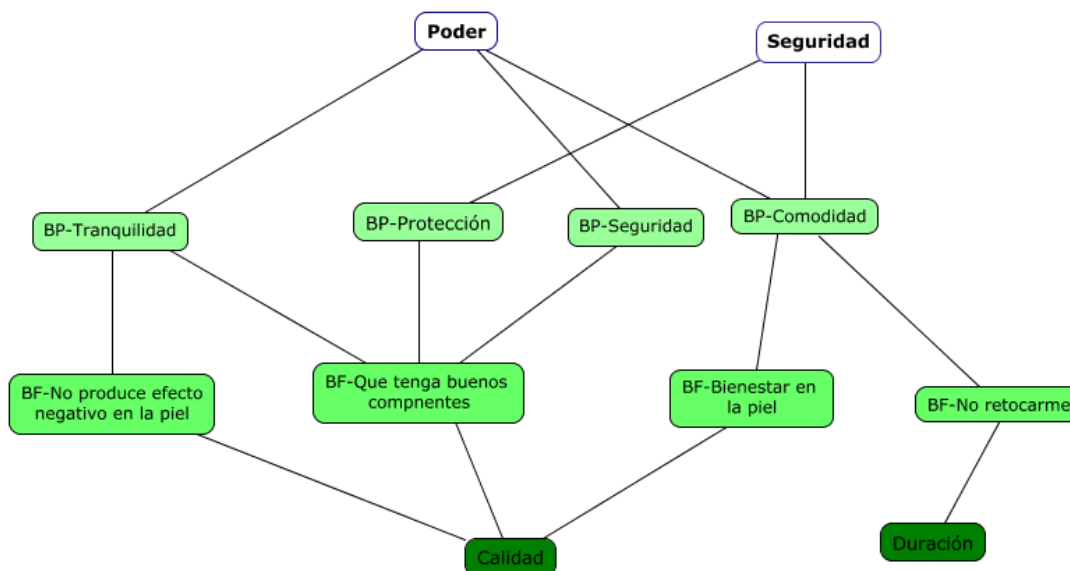 Poder
Seguridad
BP-Tranquilidad
BP-Protección
BP-Seguridad
BP-Comodidad
BF-No produce efecto
negativo en la piel
BF-Que tenga buenos
compnentes
BF-Bienestar en
la piel
BF-No retocarme
Calidad
Duración